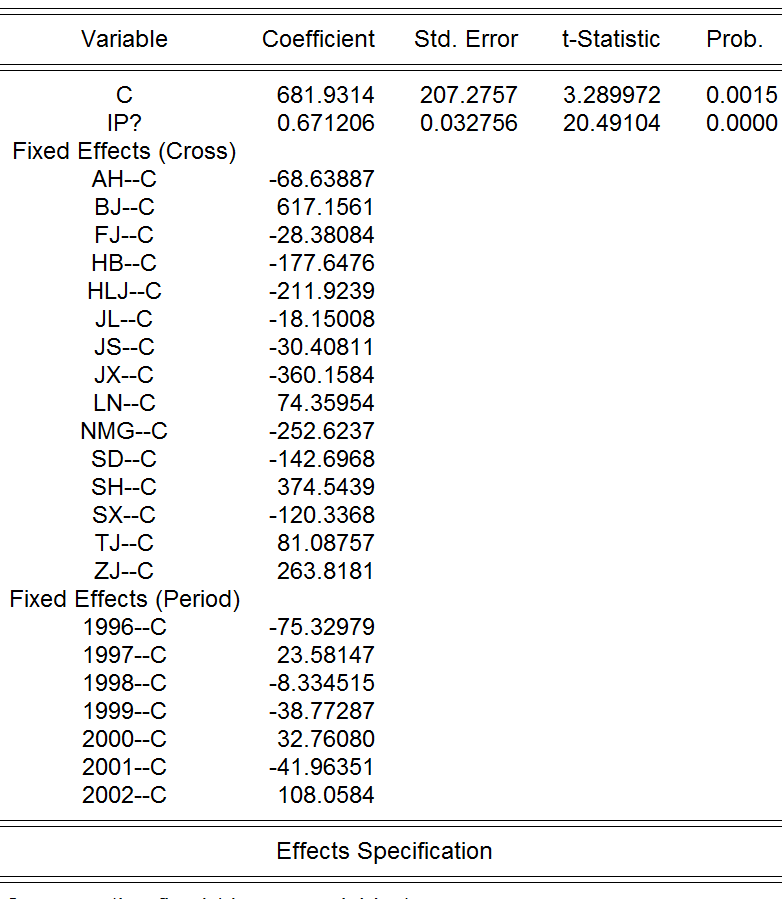 Variable Coefficient Std. Error t-Statistic Prob.
C 681.9314 207.2757 3.289972 0.0015
IP? 0.671206 0.032756 20.49104 0.0000
Fixed Effects (Cross)
AH--C -68.63887
BJ--C 617.1561
FJ--C -28.38084
HB--C -177.6476
HLJ--C -211.9239
JL--C -18.15008
JS--C -30.40811
JX--C -360.1584
LN--C 74.35954
NMG--C -252.6237
SD--C -142.6968
SH--C 374.5439
SX--C -120.3368
TJ--C 81.08757
ZJ--C 263.8181
Fixed Effects (Period)
1996--C -75.32979
1997--C 23.58147
1998--C -8.334515
1999--C -38.77287
2000--C 32.76080
2001--C -41.96351
2002--C 108.0584
Effects Specification